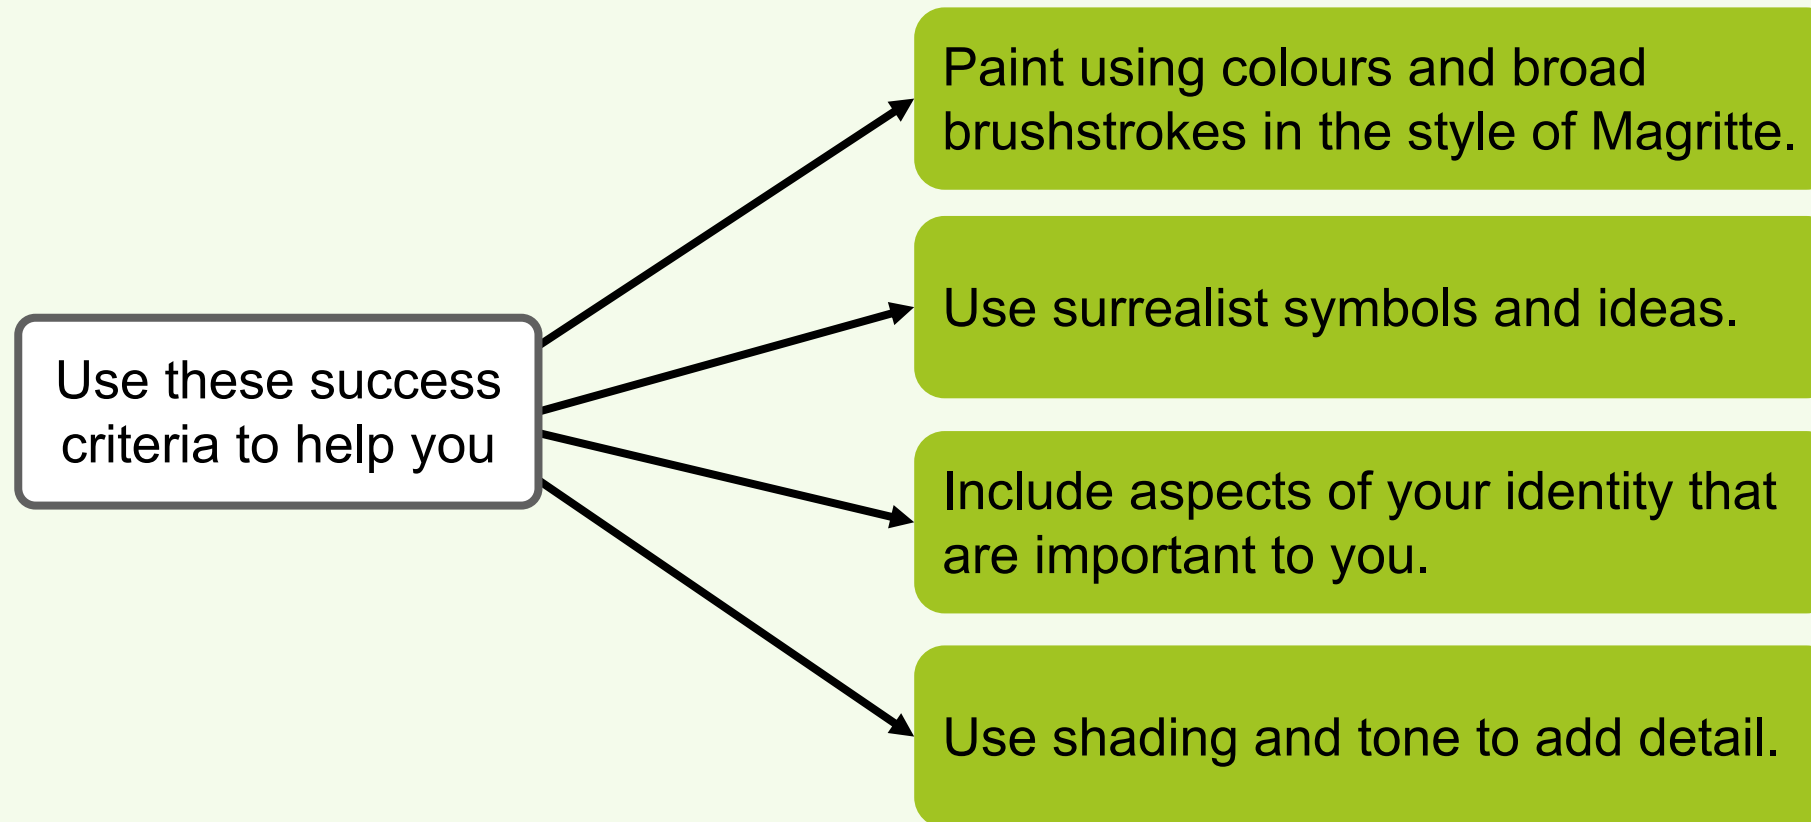 Use these success
criteria to help you
Paint using colours and broad
brushstrokes in the style of Magritte.
Use surrealist symbols and ideas.
Include aspects of your identity that
are important to you.
Use shading and tone to add detail.